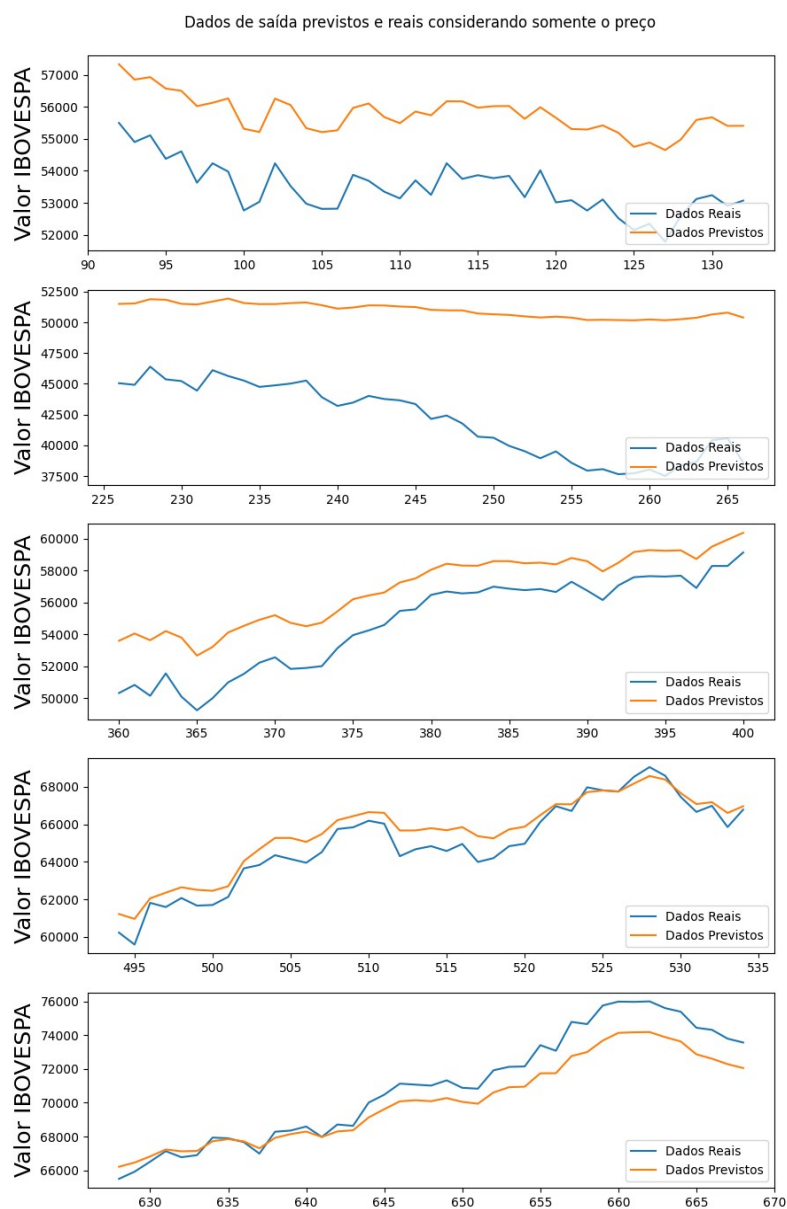 Dados de saída previstos e reais considerando somente o preço
Valor IBOVESPA
57000
56000
55000
54000
53000
52000
Dados Reais
Dados Previstos
90 95 100 105 110 115 120 125 130
Valor IBOVESPA
52500
50000
47500
45000
42500
40000
37500
Dados Reais
Dados Previstos
225 230 235 240 245 250 255 260 265
Valor IBOVESPA
60000
58000
56000
54000
52000
50000
Dados Reais
Dados Previstos
360 365 370 375 380 385 390 395 400
Valor IBOVESPA
68000
66000
64000
62000
60000
Dados Reais
Dados Previstos
495 500 505 510 515 520 525 530 535
Valor IBOVESPA
76000
74000
72000
70000
68000
66000
Dados Reais
Dados Previstos
630 635 640 645 650 655 660 665 670